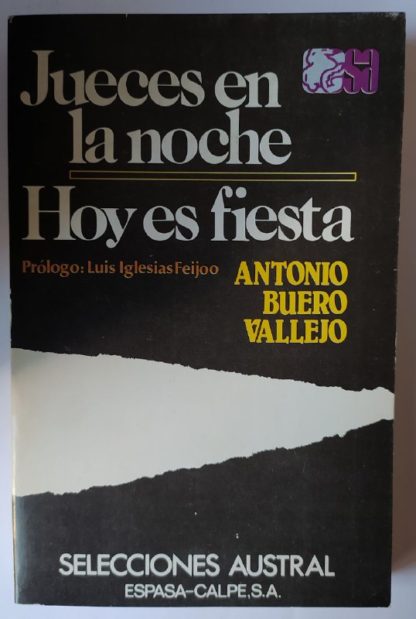 Jueces en
la noche
Hoy es fiesta
Prólogo: Luis Iglesias Feijoo
ANTONIO
BUERO
VALLEJO
SELECCIONES AUSTRAL
ESPASA-CALPE, S.A.